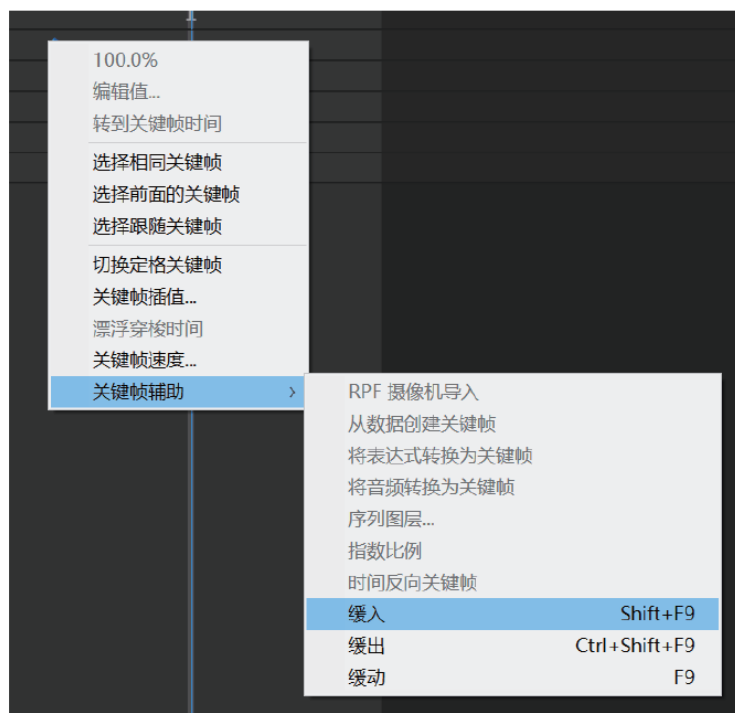 100.0%
编辑值...
转到关键帧时间
选择相同关键帧
选择前面的关键帧
选择跟随关键帧
切换定格关键帧
关键帧插值...
漂浮穿梭时间
关键帧速度...
关键帧辅助 >
RPF 摄像机导入
从数据创建关键帧
将表达式转换为关键帧
将音频转换为关键帧
序列图层...
指数比例
时间反向关键帧
缓入 Shift+F9
缓出 Ctrl+Shift+F9
缓动 F9